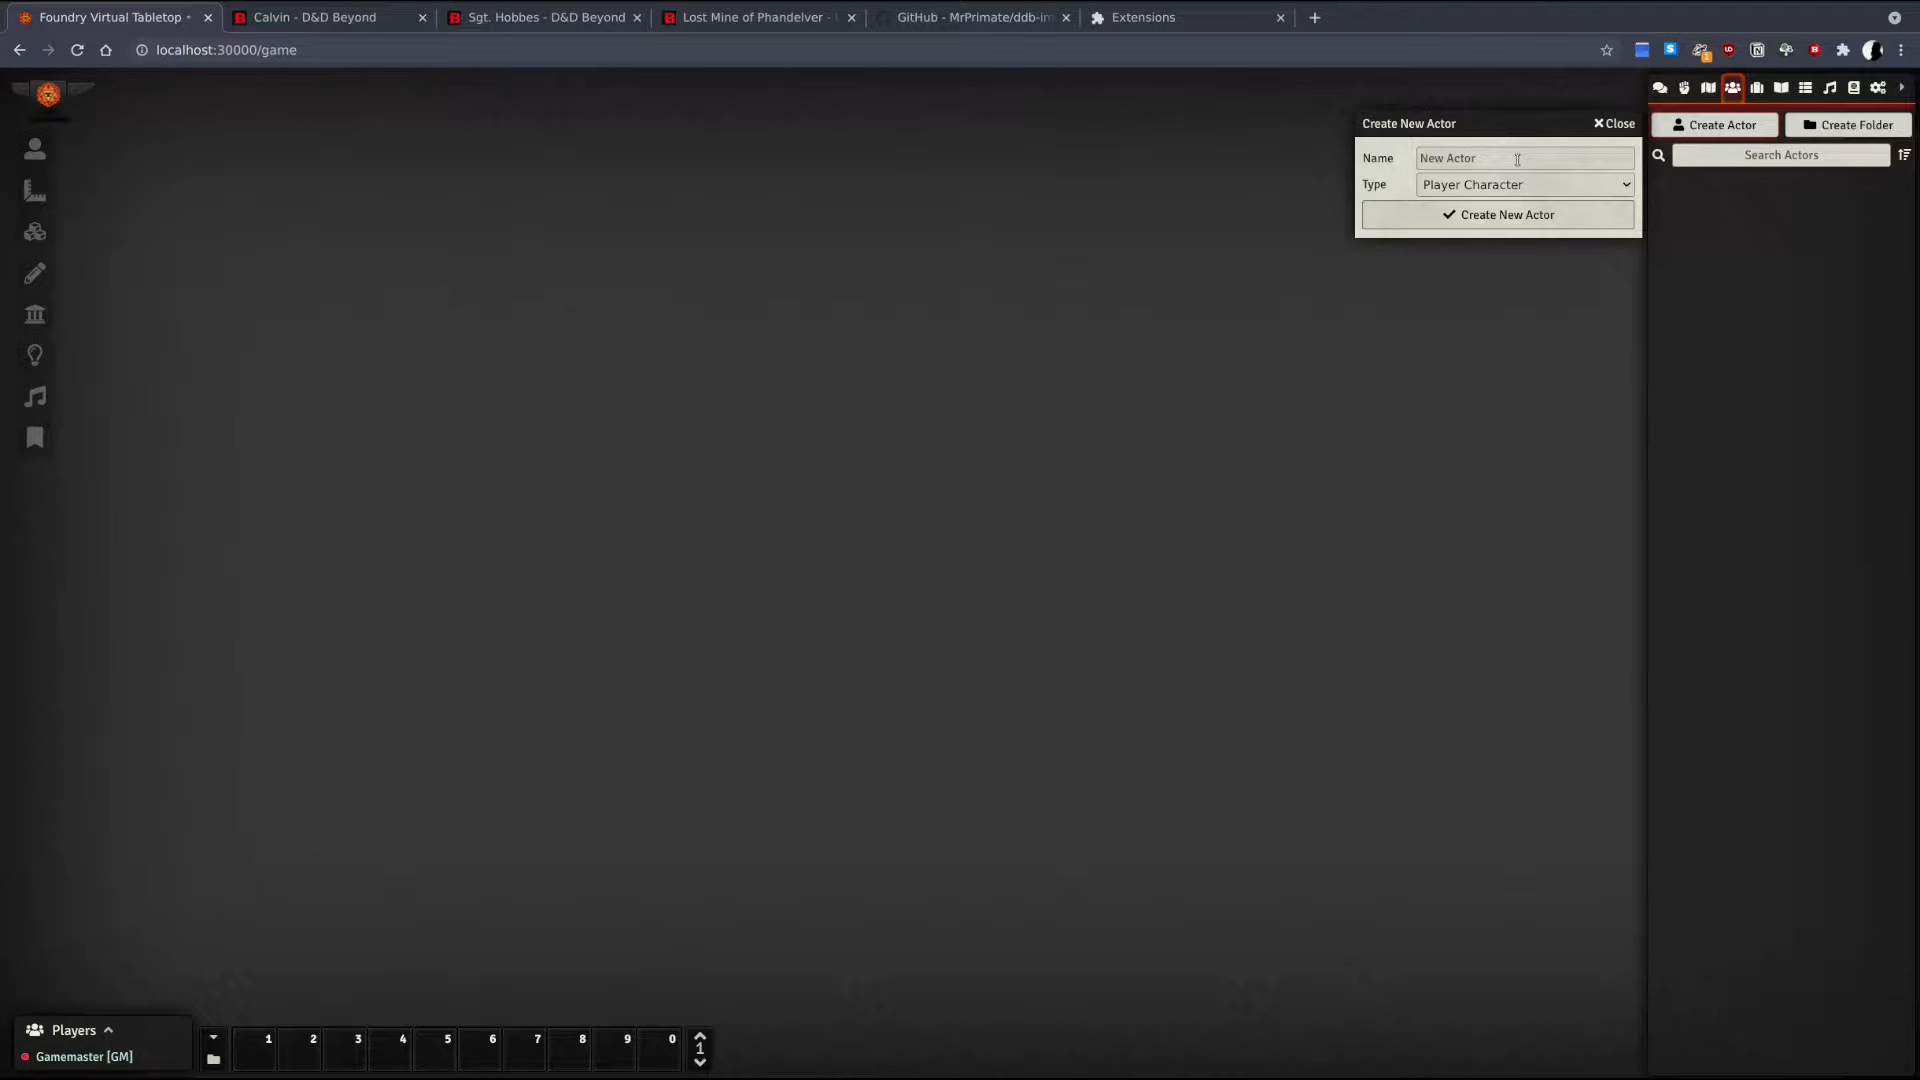 Foundry Virtual Tabletop •
Calvin - D&D Beyond
Sgt. Hobbes - D&D Beyond
Lost Mine of Phandelver -
GitHub - MrPrimate/ddb-im
Extensions
localhost:30000/game
1
Create New Actor
Close
Name
New Actor
Type
Player Character
Create New Actor
Create Actor
Create Folder
Search Actors
Players
Gamemaster [GM]
1 2 3 4 5 6 7 8 9 0
1